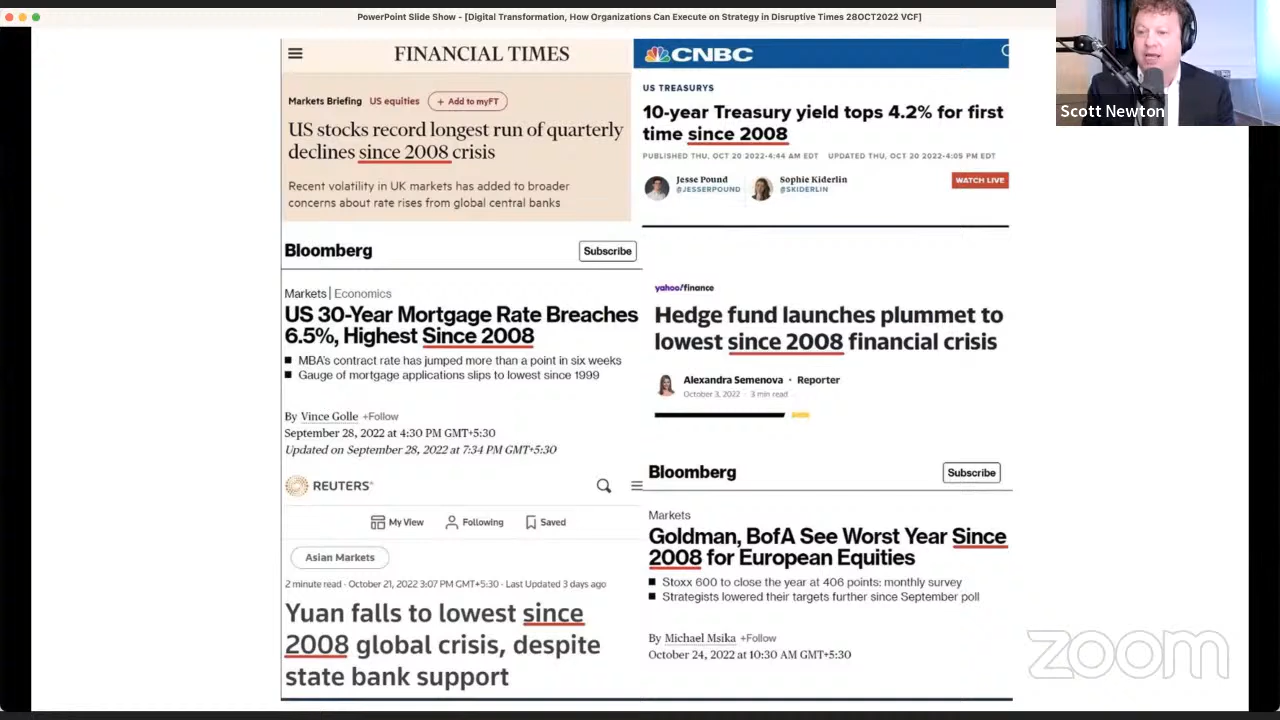 PowerPoint Slide Show - [Digital Transformation, How Organizations Can Execute on Strategy in Disruptive Times 28OCT2022 VCF]
Scott Newton
FINANCIAL TIMES
Markets Briefing US equities + Add to myFT
US stocks record longest run of quarterly
declines since 2008 crisis
Recent volatility in UK markets has added to broader
concerns about rate rises from global central banks
CNBC
US TREASURYS
10-year Treasury yield tops 4.2% for first
time since 2008
PUBLISHED THU, OCT 20 2022-4:44 AM EDT UPDATED THU, OCT 20 2022-4:05 PM EDT
Jesse Pound
@JESSERPOUND
Sophie Kiderlin
@SKIDERLIN
WATCH LIVE
Bloomberg
Subscribe
Markets | Economics
US 30-Year Mortgage Rate Breaches
6.5%, Highest Since 2008
MBA's contract rate has jumped more than a point in six weeks
Gauge of mortgage applications slips to lowest since 1999
By Vince Golle +Follow
September 28, 2022 at 4:30 PM GMT+5:30
Updated on September 28, 2022 at 7:34 PM GMT+5:30
yahoo/finance
Hedge fund launches plummet to
lowest since 2008 financial crisis
Alexandra Semenova · Reporter
October 3, 2022 · 3 min read
REUTERS
My View Following Saved
Asian Markets
2 minute read · October 21, 2022 3:07 PM GMT+5:30 · Last Updated 3 days ago
Yuan falls to lowest since
2008 global crisis, despite
state bank support
Bloomberg
Subscribe
Markets
Goldman, BofA See Worst Year Since
2008 for European Equities
Stoxx 600 to close the year at 406 points: monthly survey
Strategists lowered their targets further since September poll
By Michael Msika +Follow
October 24, 2022 at 10:30 AM GMT+5:30
zoom